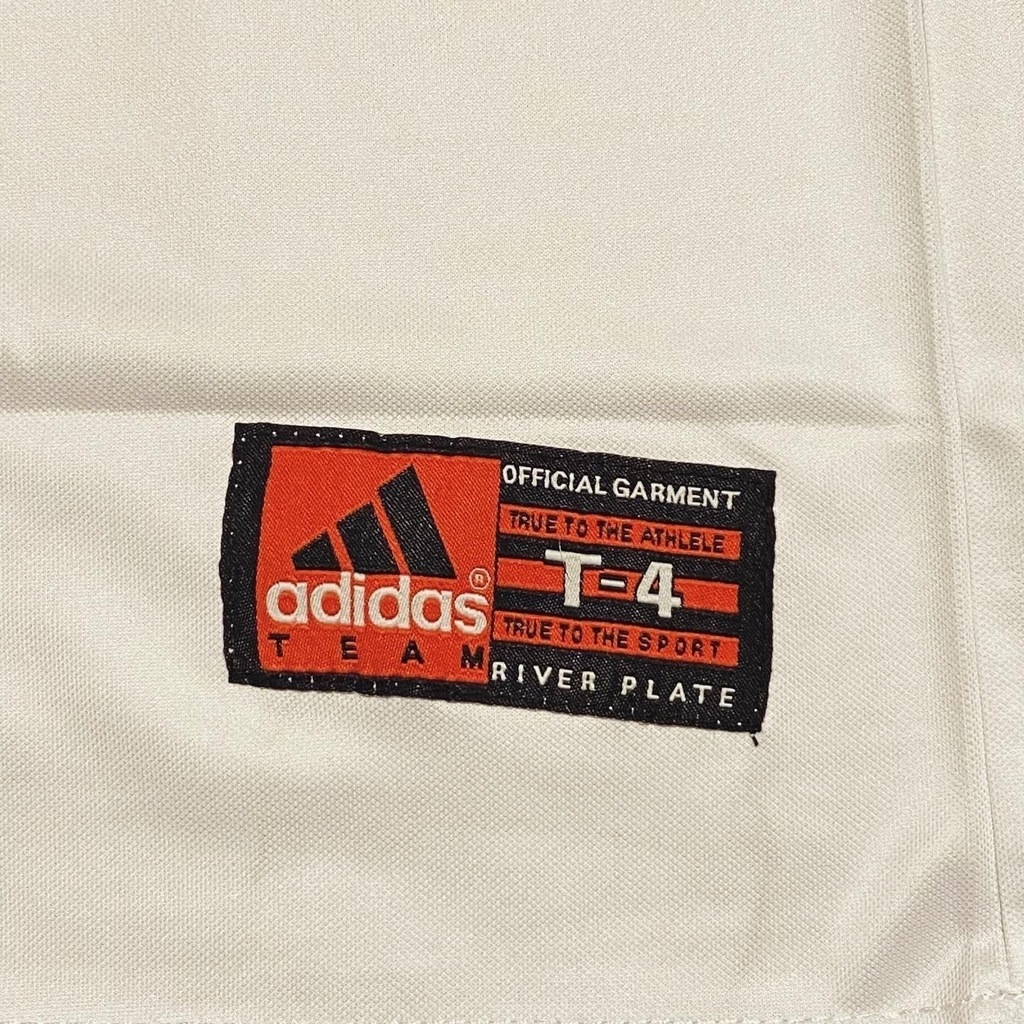 adidas®
TEAM
OFFICIAL GARMENT
TRUE TO THE ATHLELE
T-4
TRUE TO THE SPORT
RIVER PLATE